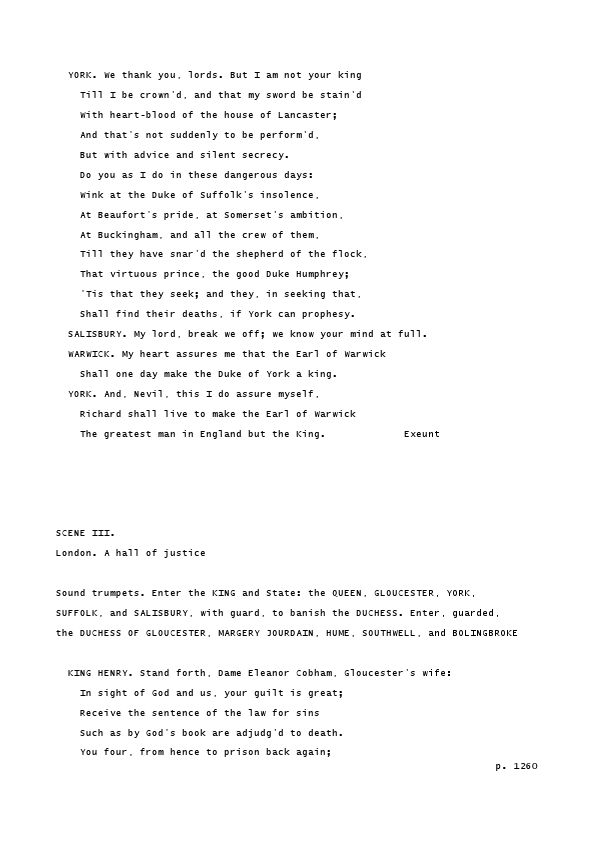 YORK. We thank you, lords. But I am not your king
Till I be crown'd, and that my sword be stain'd
With heart-blood of the house of Lancaster;
And that's not suddenly to be perform'd,
But with advice and silent secrecy.
Do you as I do in these dangerous days:
Wink at the Duke of Suffolk's insolence,
At Beaufort's pride, at Somerset's ambition,
At Buckingham, and all the crew of them,
Till they have snar'd the shepherd of the flock,
That virtuous prince, the good Duke Humphrey;
'Tis that they seek; and they, in seeking that,
Shall find their deaths, if York can prophesy.
SALISBURY. My lord, break we off; we know your mind at full.
WARWICK. My heart assures me that the Earl of Warwick
Shall one day make the Duke of York a king.
YORK. And, Nevil, this I do assure myself,
Richard shall live to make the Earl of Warwick
The greatest man in England but the King. Exeunt
SCENE III.
London. A hall of justice
Sound trumpets. Enter the KING and State: the QUEEN, GLOUCESTER, YORK,
SUFFOLK, and SALISBURY, with guard, to banish the DUCHESS. Enter, guarded,
the DUCHESS OF GLOUCESTER, MARGERY JOURDAIN, HUME, SOUTHWELL, and BOLINGBROKE
KING HENRY. Stand forth, Dame Eleanor Cobham, Gloucester's wife:
In sight of God and us, your guilt is great;
Receive the sentence of the law for sins
Such as by God's book are adjudg'd to death.
You four, from hence to prison back again;
p. 1260